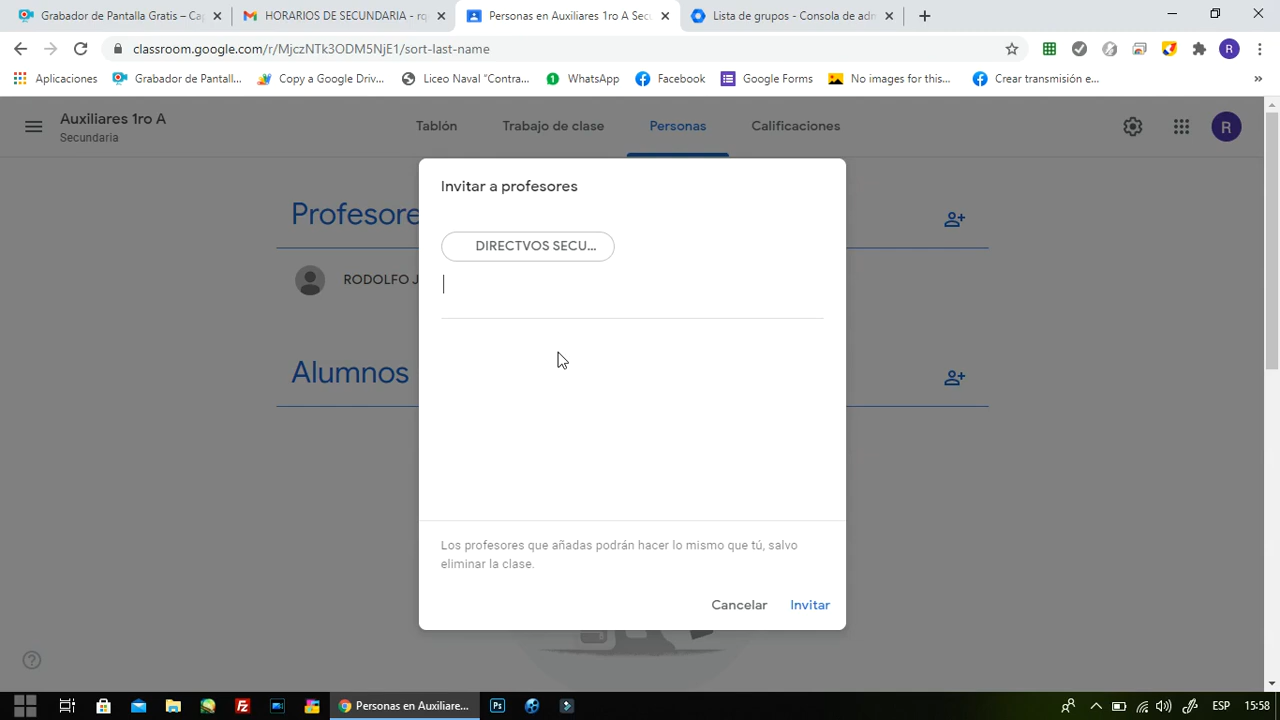 Grabador de Pantalla Gratis – Cap
HORARIOS DE SECUNDARIA - rq
Personas en Auxiliares 1ro A Secu
Lista de grupos - Consola de adm
classroom.google.com/r/MjczNTk3ODM5NjE1/sort-last-name
R
Aplicaciones
Grabador de Pantall...
Copy a Google Driv...
Liceo Naval "Contra...
WhatsApp
Facebook
Google Forms
No images for this...
Crear transmisión e...
»
Auxiliares 1ro A
Secundaria
Tablón
Trabajo de clase
Personas
Calificaciones
R
Invitar a profesores
Profesore
DIRECTVOS SECU...
RODOLFO J
Alumnos
Los profesores que añadas podrán hacer lo mismo que tú, salvo
eliminar la clase.
Cancelar
Invitar
Personas en Auxiliare...
Ps
ESP
15:58